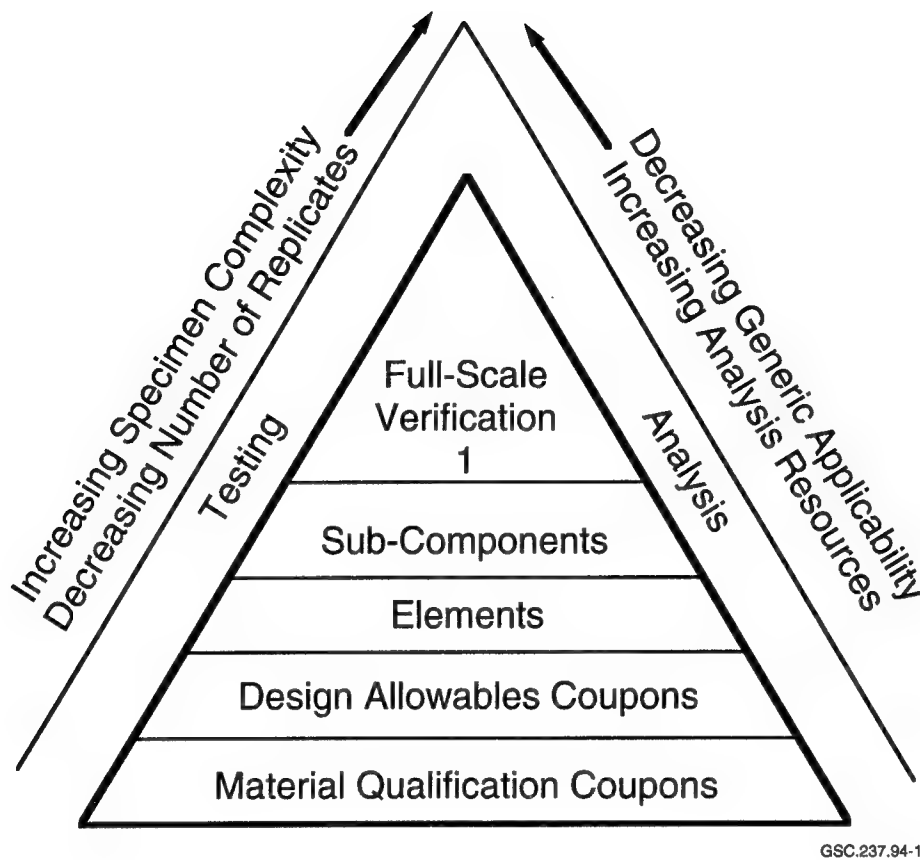 Increasing Specimen Complexity
Decreasing Number of Replicates
Testing
Decreasing Generic Applicability
Increasing Analysis Resources
Analysis
Full-Scale
Verification
1
Sub-Components
Elements
Design Allowables Coupons
Material Qualification Coupons
GSC.237.94-1